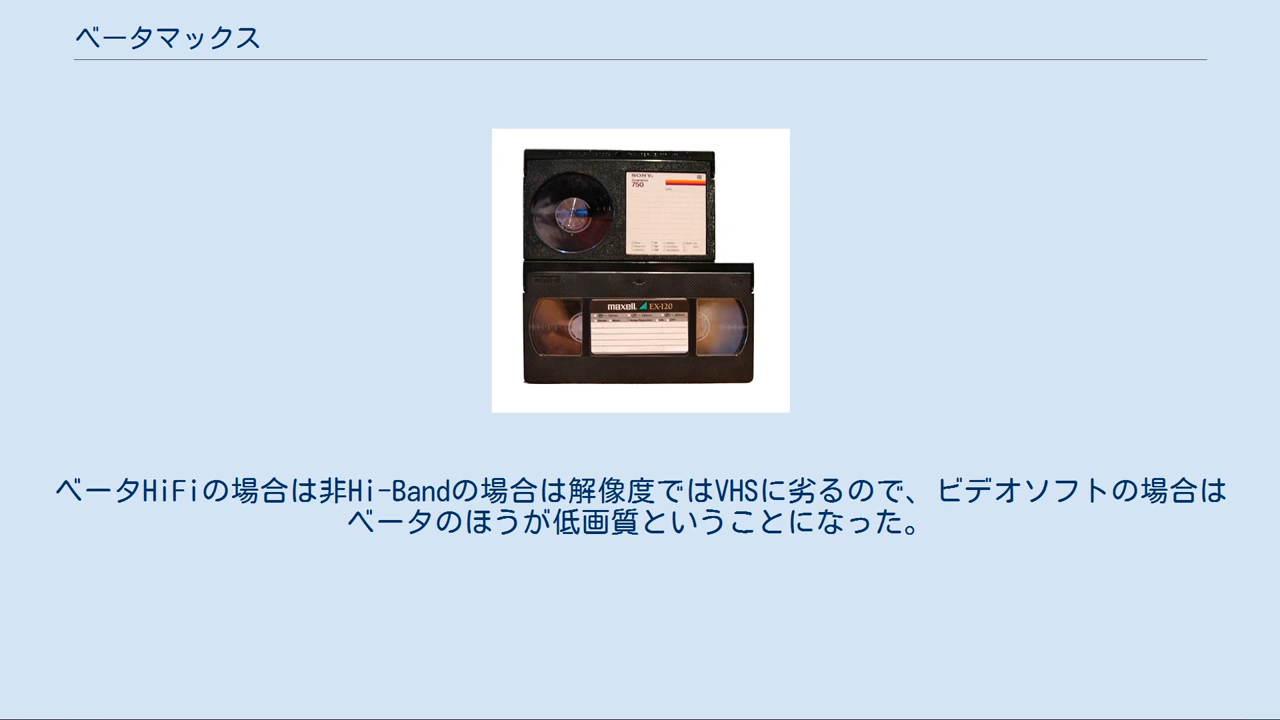 ベータマックス
SONY
750
maxell EX-120
ベータHiFiの場合は非Hi-Bandの場合は解像度ではVHSに劣るので、ビデオソフトの場合は
ベータのほうが低画質ということになった。